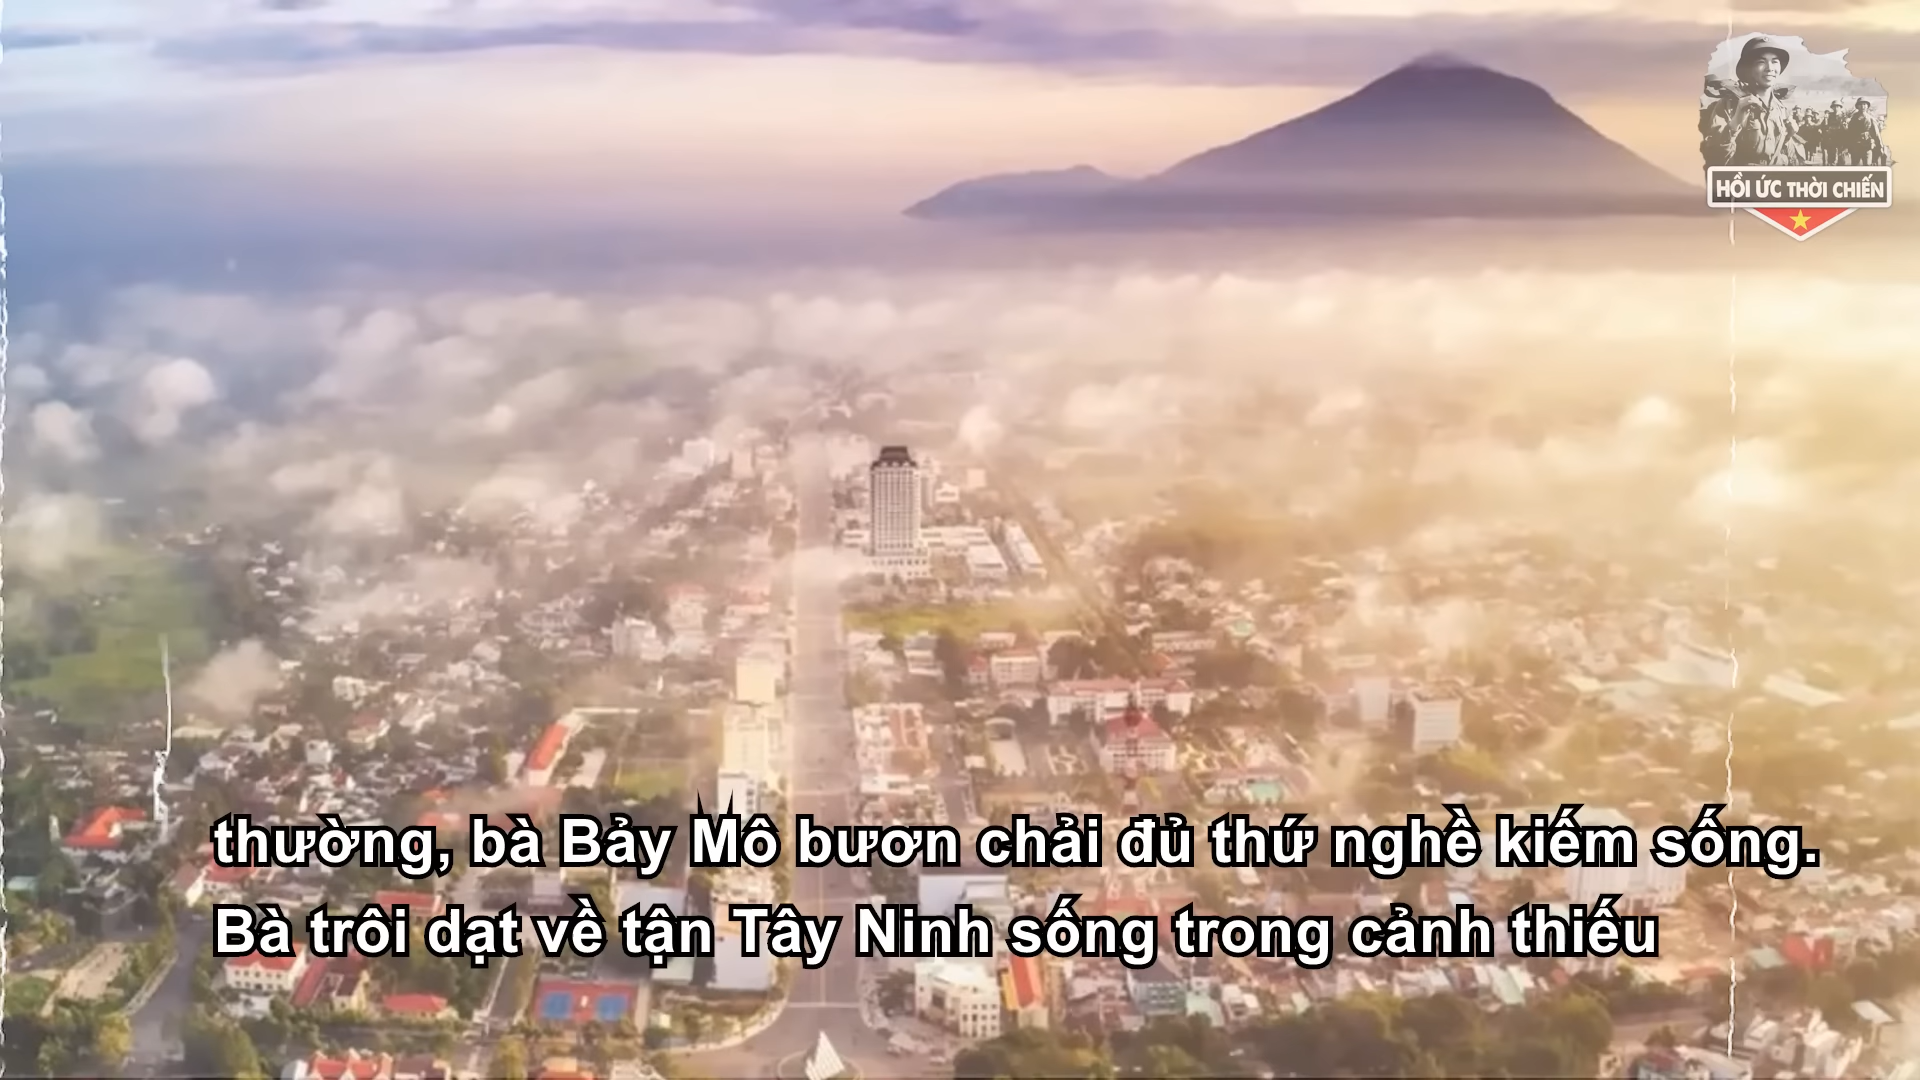 HỒI ỨC THỜI CHIẾN
thường, bà Bảy Mô bươn chải đủ thứ nghề kiếm sống.
Bà trôi dạt về tận Tây Ninh sống trong cảnh thiếu